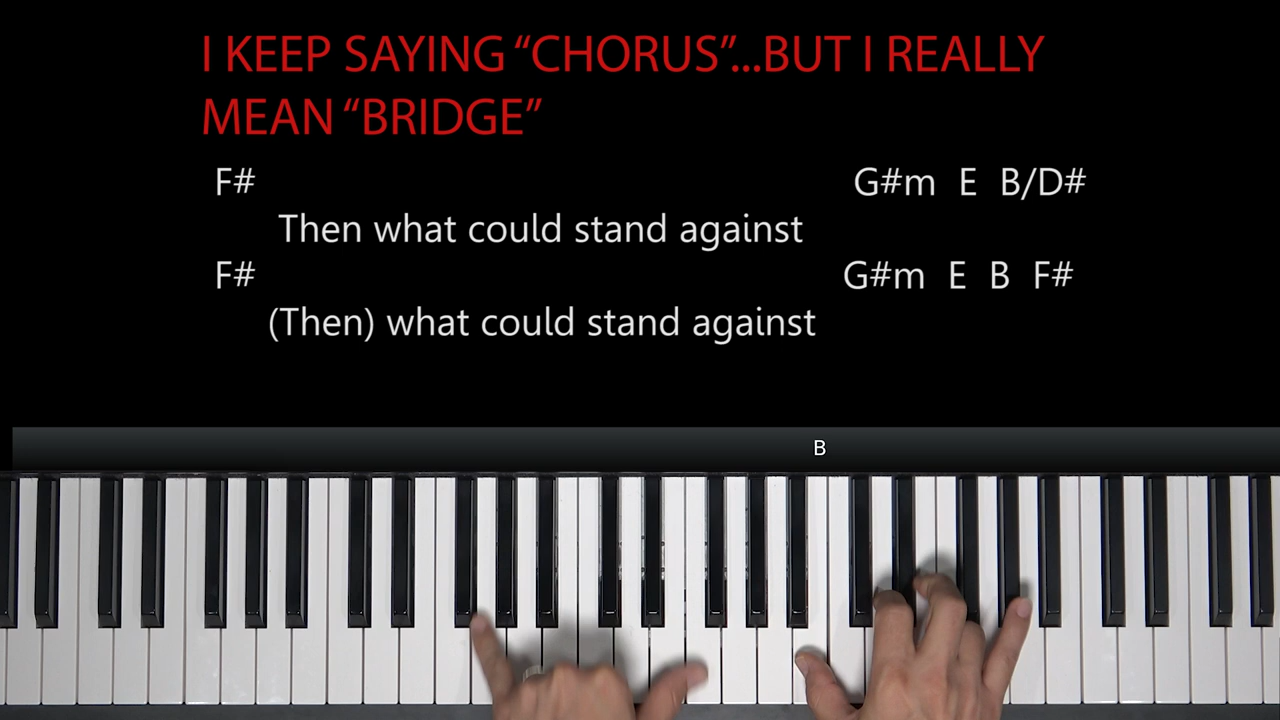 I KEEP SAYING “CHORUS”...BUT I REALLY
MEAN “BRIDGE”
F# G#m E B/D#
Then what could stand against
F# G#m E B F#
(Then) what could stand against
B